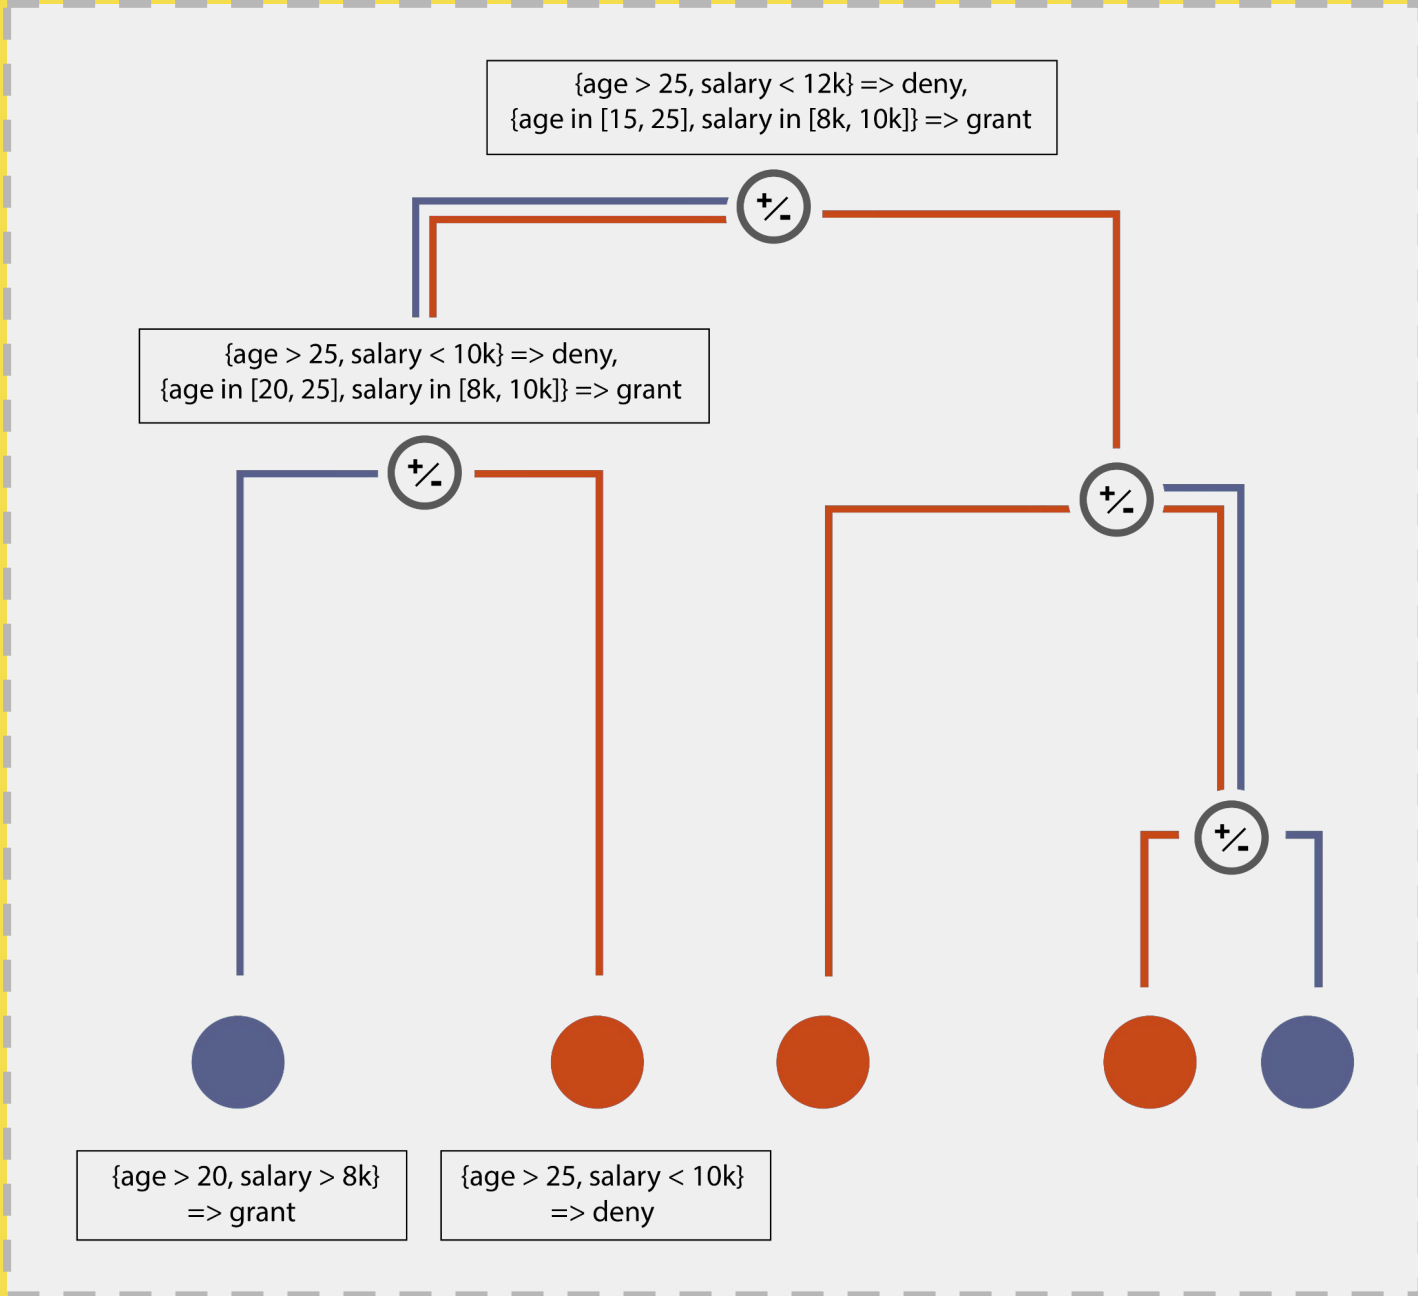 {age > 25, salary < 12k} => deny,
{age in [15, 25], salary in [8k, 10k]} => grant
+/-
{age > 25, salary < 10k} => deny,
{age in [20, 25], salary in [8k, 10k]} => grant
+/-
+/-
+/-
{age > 20, salary > 8k}
=> grant
{age > 25, salary < 10k}
=> deny